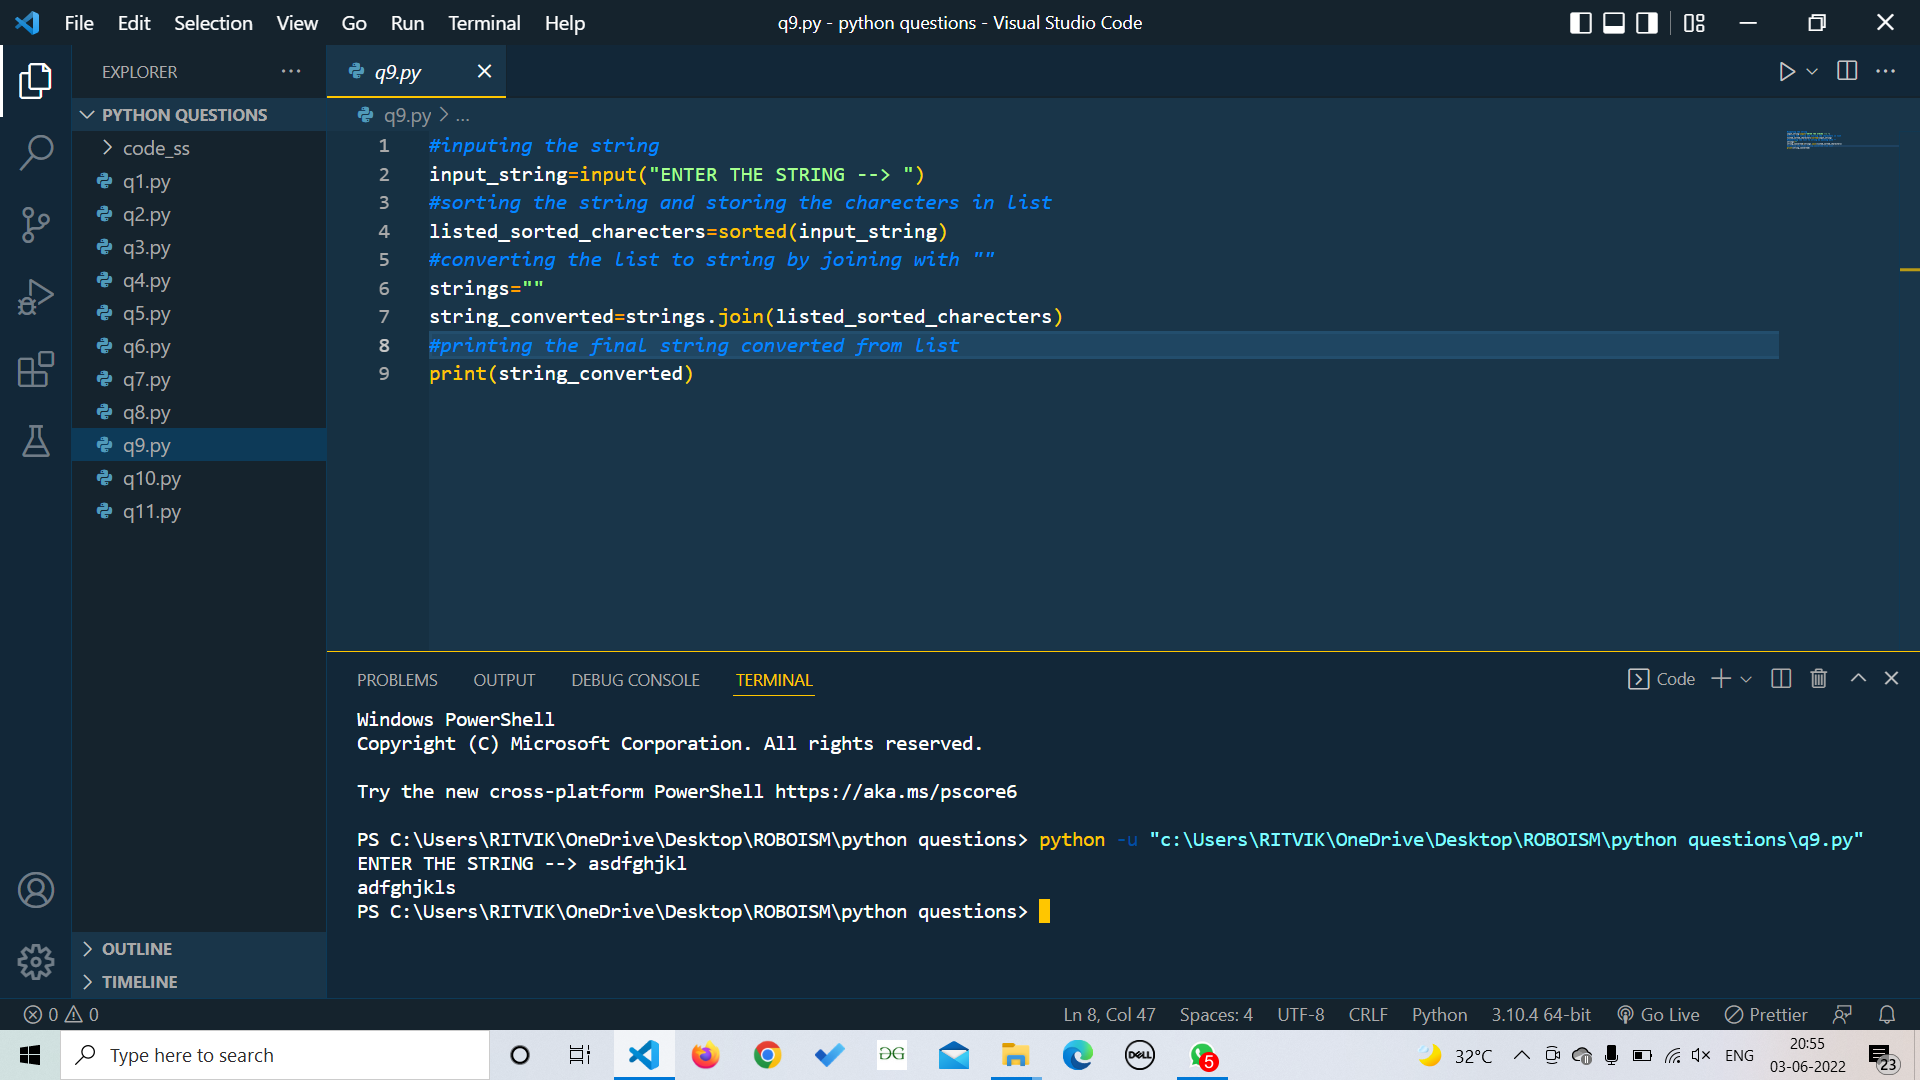 File Edit Selection View Go Run Terminal Help q9.py - python questions - Visual Studio Code
EXPLORER ... q9.py
PYTHON QUESTIONS q9.py > ...
code_ss
q1.py
q2.py
q3.py
q4.py
q5.py
q6.py
q7.py
q8.py
q9.py
q10.py
q11.py
OUTLINE
TIMELINE
1 #inputing the string
2 input_string=input("ENTER THE STRING --> ")
3 #sorting the string and storing the charecters in list
4 listed_sorted_charecters=sorted(input_string)
5 #converting the list to string by joining with ""
6 strings=""
7 string_converted=strings.join(listed_sorted_charecters)
8 #printing the final string converted from list
9 print(string_converted)
PROBLEMS OUTPUT DEBUG CONSOLE TERMINAL Code
Windows PowerShell
Copyright (C) Microsoft Corporation. All rights reserved.
Try the new cross-platform PowerShell https://aka.ms/pscore6
PS C:\Users\RITVIK\OneDrive\Desktop\ROBOISM\python questions> python -u "c:\Users\RITVIK\OneDrive\Desktop\ROBOISM\python questions\q9.py"
ENTER THE STRING --> asdfghjkl
adfghjkls
PS C:\Users\RITVIK\OneDrive\Desktop\ROBOISM\python questions>
0 0 Ln 8, Col 47 Spaces: 4 UTF-8 CRLF Python 3.10.4 64-bit Go Live Prettier
Type here to search DELL 5 32°C ENG 20:55
03-06-2022 23